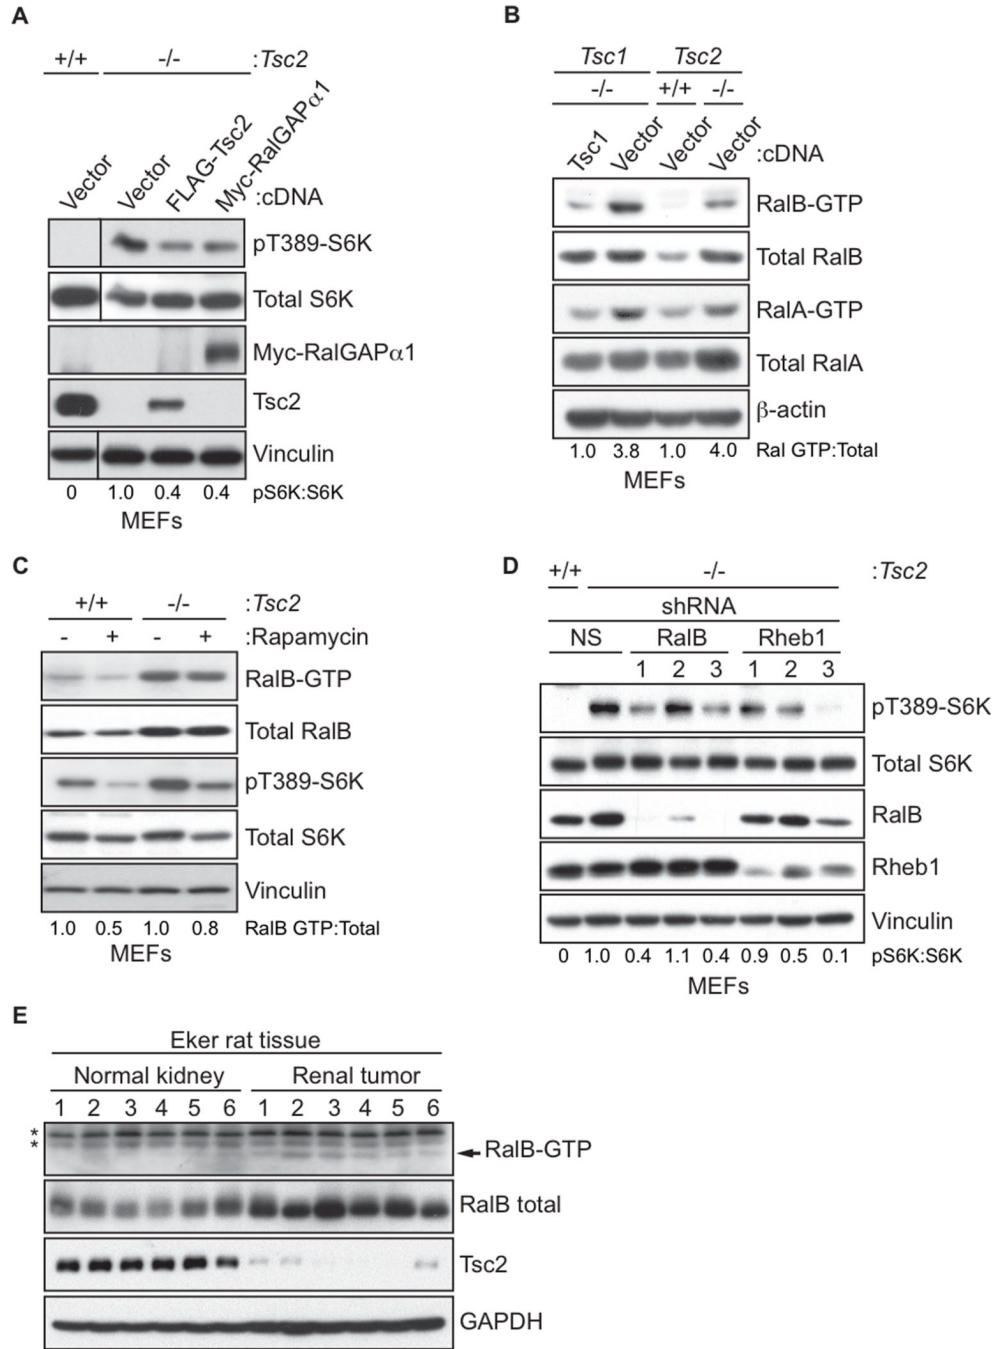 A
+/+ -/- :Tsc2
Vector Vector FLAG-Tsc2 Myc-RalGAPα1 :cDNA
pT389-S6K
Total S6K
Myc-RalGAPα1
Tsc2
Vinculin
0 1.0 0.4 0.4 pS6K:S6K
MEFs
B
Tsc1 Tsc2
-/- +/+ -/-
Tsc1 Vector Vector Vector :cDNA
RalB-GTP
Total RalB
RalA-GTP
Total RalA
β-actin
1.0 3.8 1.0 4.0 Ral GTP:Total
MEFs
C
+/+ -/- :Tsc2
- + - + :Rapamycin
RalB-GTP
Total RalB
pT389-S6K
Total S6K
Vinculin
1.0 0.5 1.0 0.8 RalB GTP:Total
MEFs
D
+/+ -/- :Tsc2
shRNA
NS RalB Rheb1
1 2 3 1 2 3
pT389-S6K
Total S6K
RalB
Rheb1
Vinculin
0 1.0 0.4 1.1 0.4 0.9 0.5 0.1 pS6K:S6K
MEFs
E
Eker rat tissue
Normal kidney Renal tumor
1 2 3 4 5 6 1 2 3 4 5 6
*
* RalB-GTP
RalB total
Tsc2
GAPDH